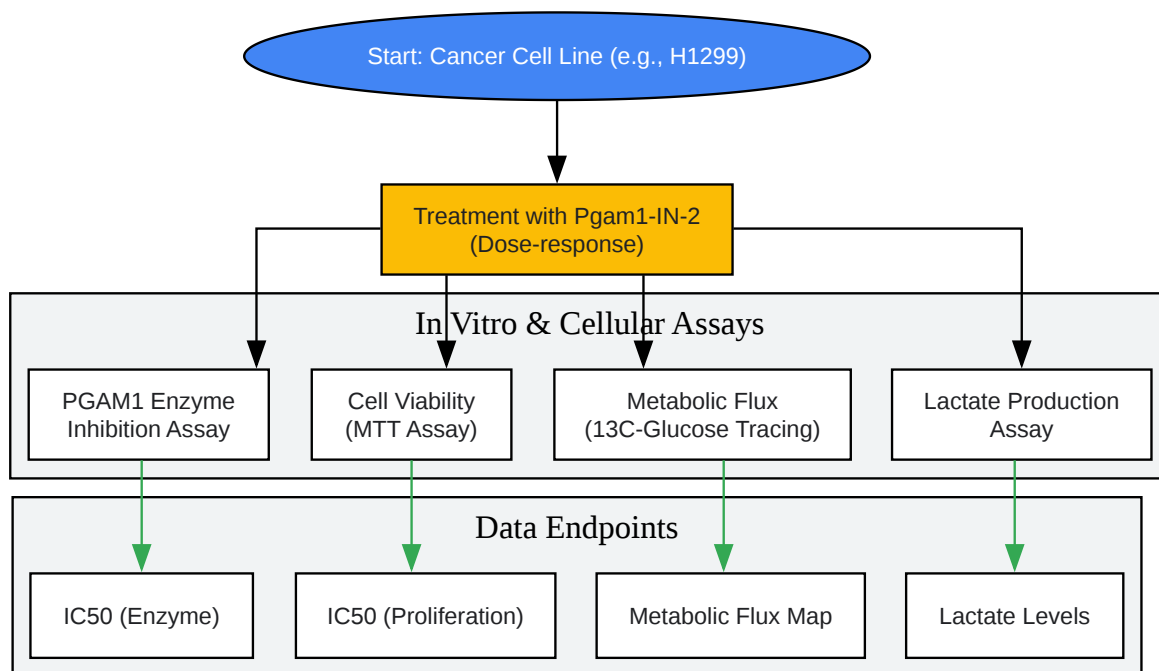 Start: Cancer Cell Line (e.g., H1299)
Treatment with Pgam1-IN-2
(Dose-response)
In Vitro & Cellular Assays
PGAM1 Enzyme
Inhibition Assay
Cell Viability
(MTT Assay)
Metabolic Flux
(13C-Glucose Tracing)
Lactate Production
Assay
Data Endpoints
IC50 (Enzyme)
IC50 (Proliferation)
Metabolic Flux Map
Lactate Levels